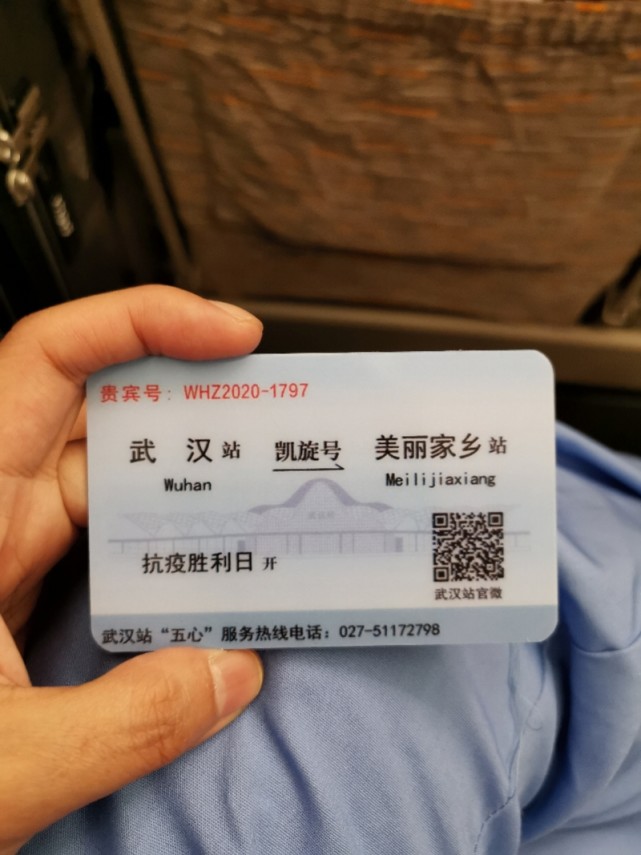 贵宾号: WHZ2020-1797
武 汉 站 凯旋号 美丽家乡 站
Wuhan Meilijiaxiang
抗疫胜利日 开
武汉站官微
武汉站“五心”服务热线电话：027-51172798